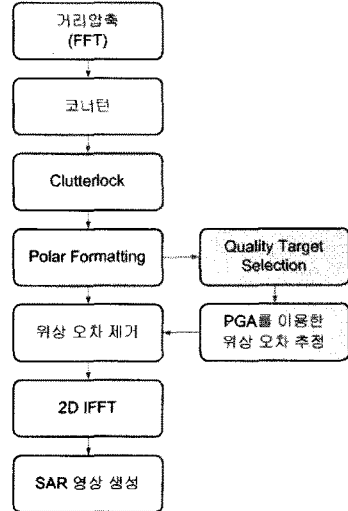 거리압축
(FFT)
코너턴
Clutterlock
Polar Formatting
Quality Target
Selection
위상 오차 제거
PGA를 이용한
위상 오차 추정
2D IFFT
SAR 영상 생성